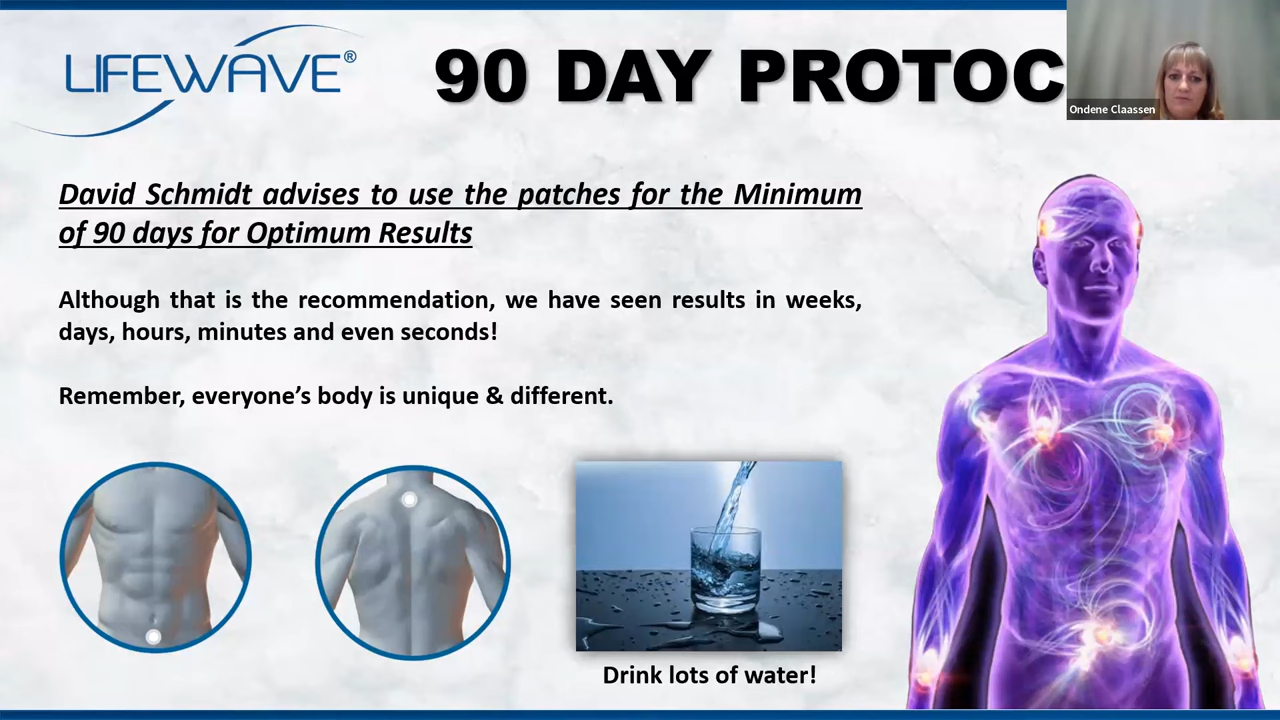 LIFEWAVE®
90 DAY PROTOC
Ondene Claassen
David Schmidt advises to use the patches for the Minimum
of 90 days for Optimum Results
Although that is the recommendation, we have seen results in weeks,
days, hours, minutes and even seconds!
Remember, everyone’s body is unique & different.
Drink lots of water!